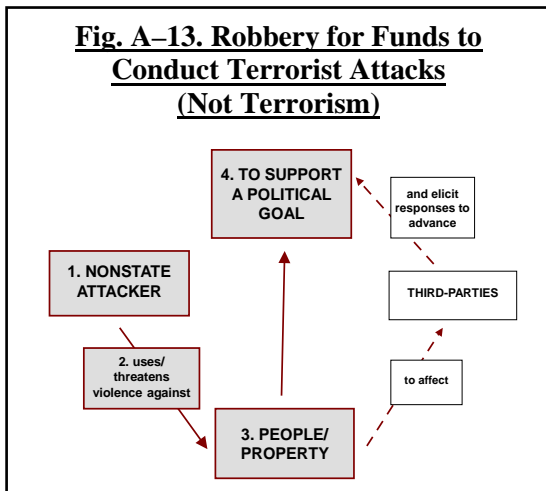 Fig. A–13. Robbery for Funds to
Conduct Terrorist Attacks
(Not Terrorism)
4. TO SUPPORT
A POLITICAL
GOAL
and elicit
responses to
advance
1. NONSTATE
ATTACKER
THIRD-PARTIES
2. uses/
threatens
violence against
to affect
3. PEOPLE/
PROPERTY